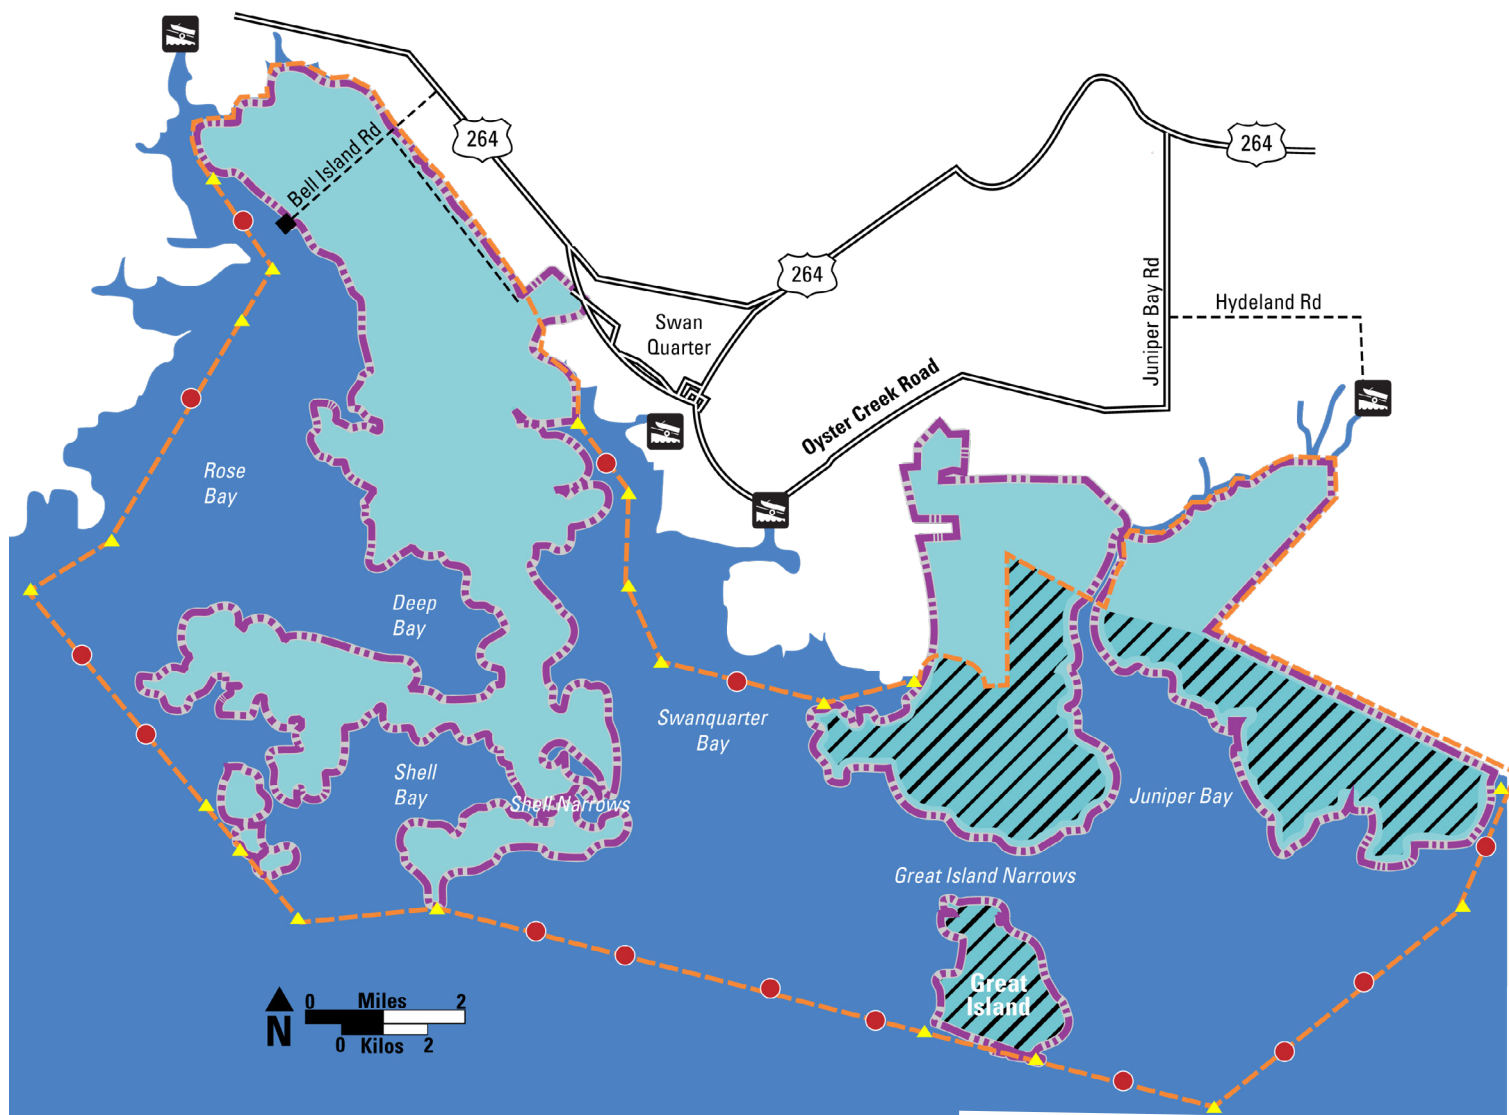 264
Bell Island Rd
264
264
Juniper Bay Rd
Hydeland Rd
Swan
Quarter
Oyster Creek Road
Rose
Bay
Deep
Bay
Swanquarter
Bay
Shell
Bay
Shell Narrows
Juniper Bay
Great Island Narrows
Great
Island
0 Miles 2
N
0 Kilos 2